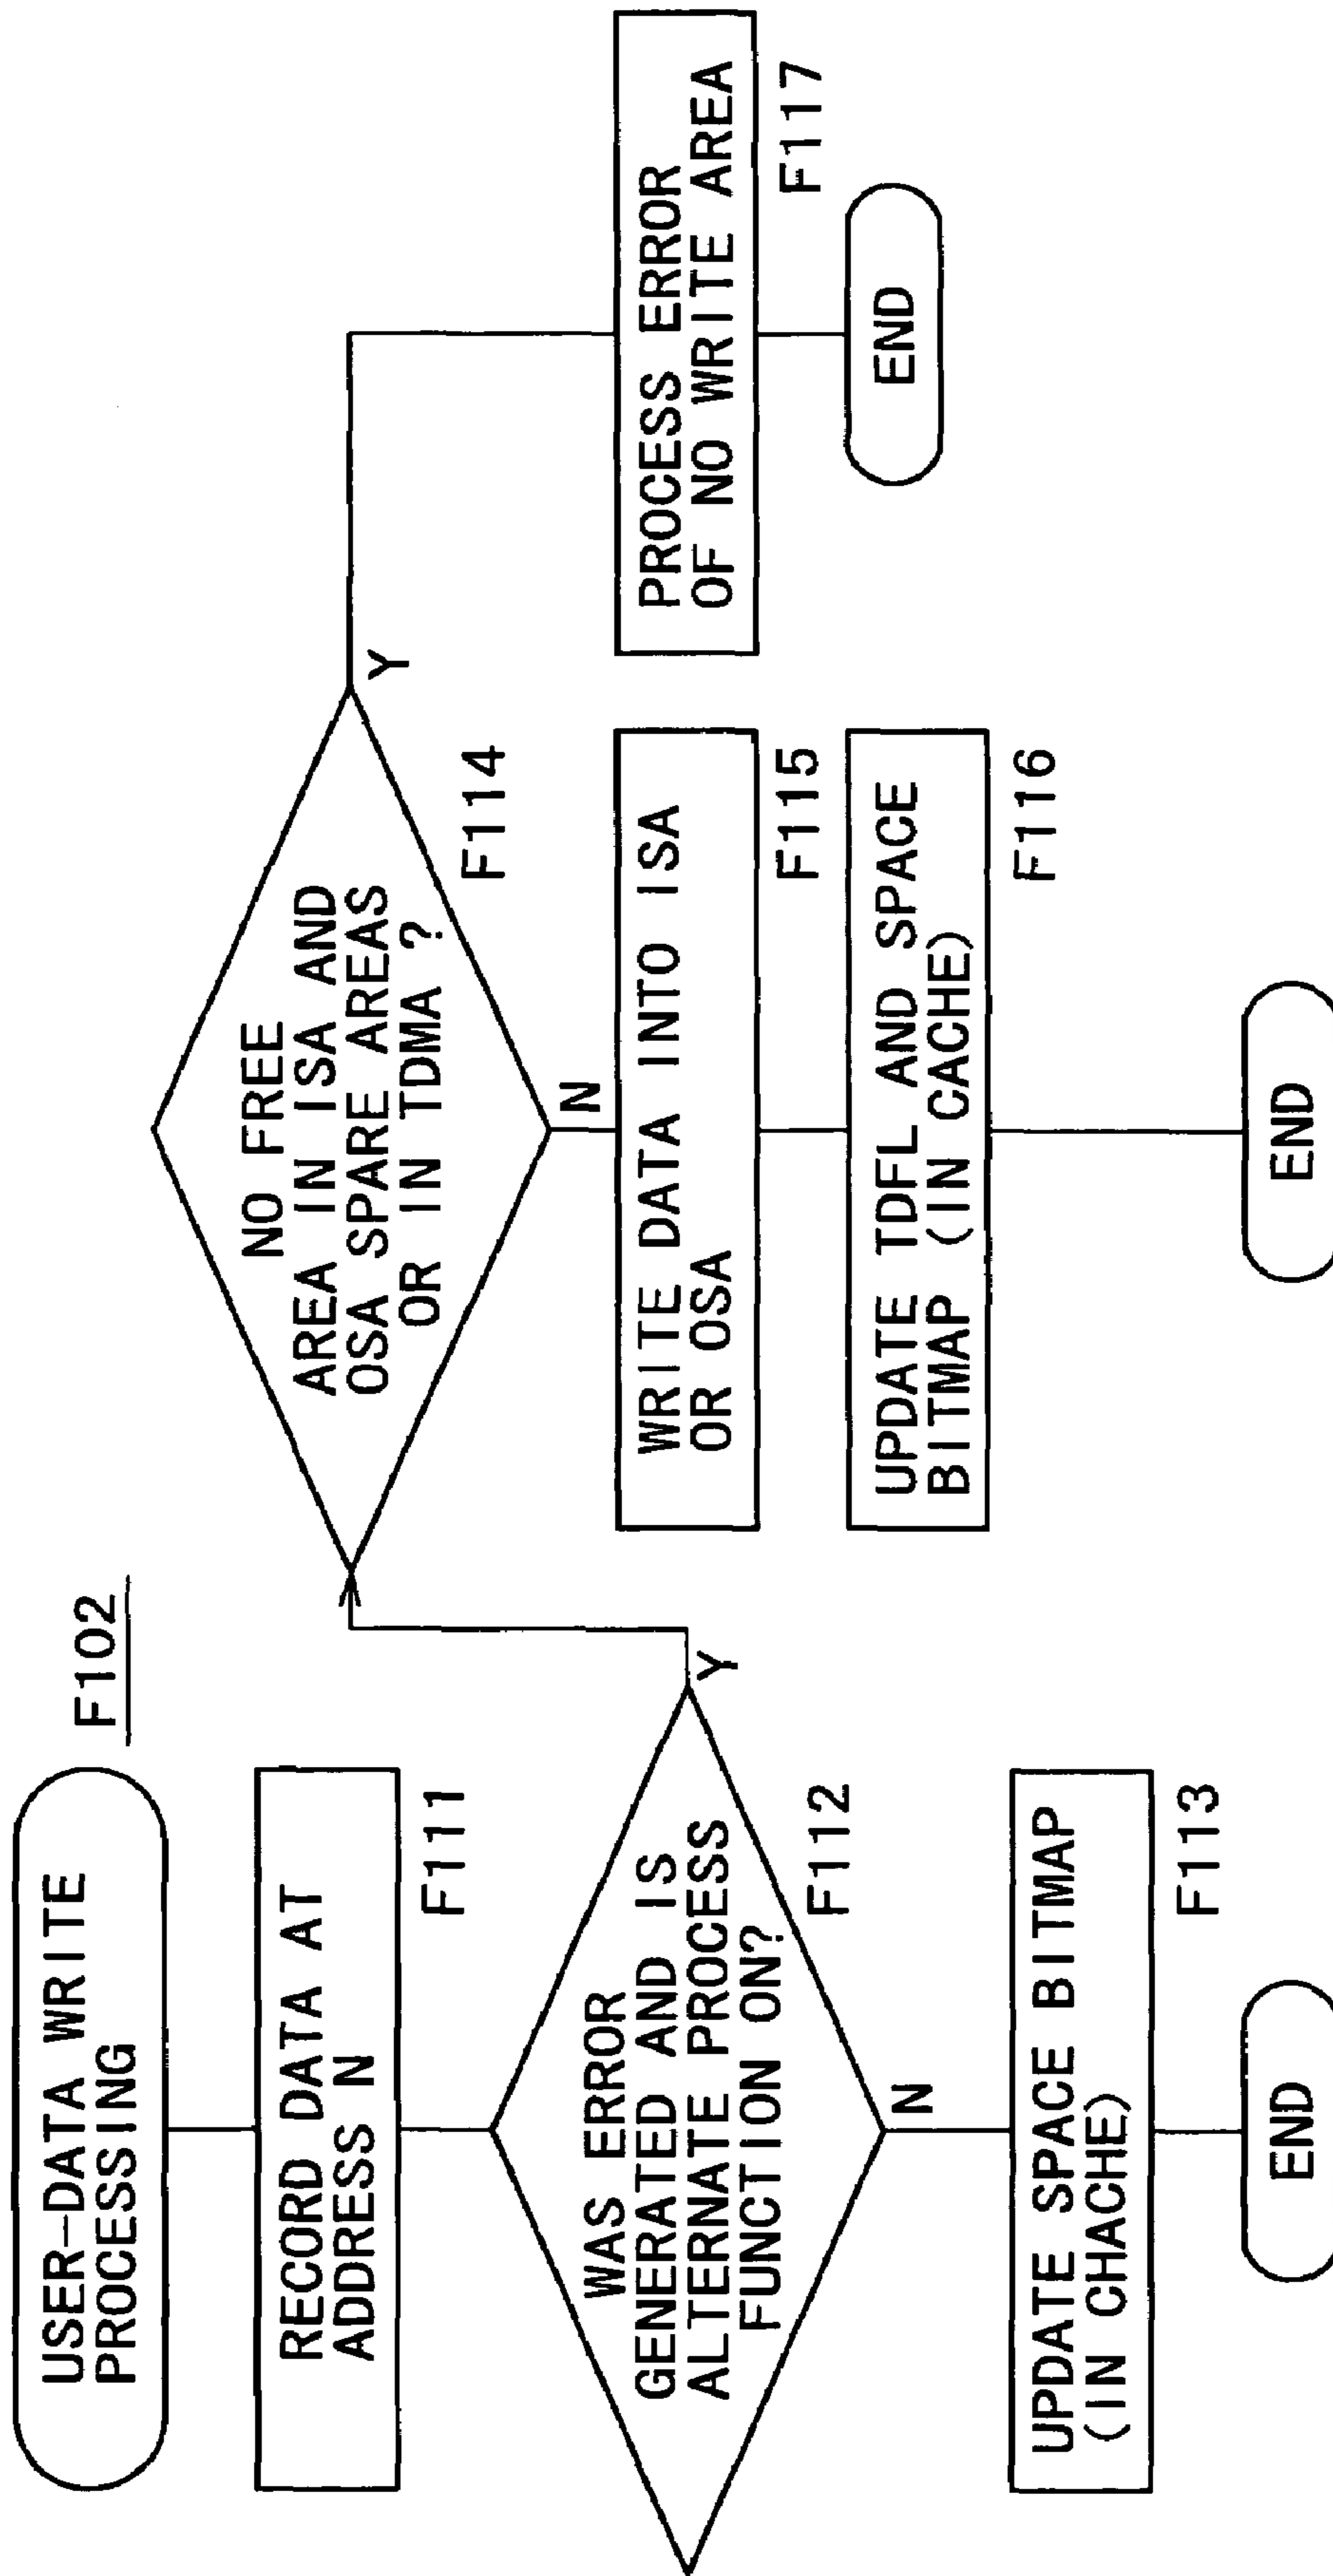 F102
USER-DATA WRITE
PROCESSING
RECORD DATA AT
ADDRESS N
F111
WAS ERROR
GENERATED AND IS
ALTERNATE PROCESS
FUNCTION ON?
Y
F112
N
UPDATE SPACE BITMAP
(IN CHACHE)
F113
END
NO FREE
AREA IN ISA AND
OSA SPARE AREAS
OR IN TDMA ?
Y
F114
N
WRITE DATA INTO ISA
OR OSA
F115
UPDATE TDFL AND SPACE
BITMAP (IN CACHE)
F116
END
PROCESS ERROR
OF NO WRITE AREA
F117
END